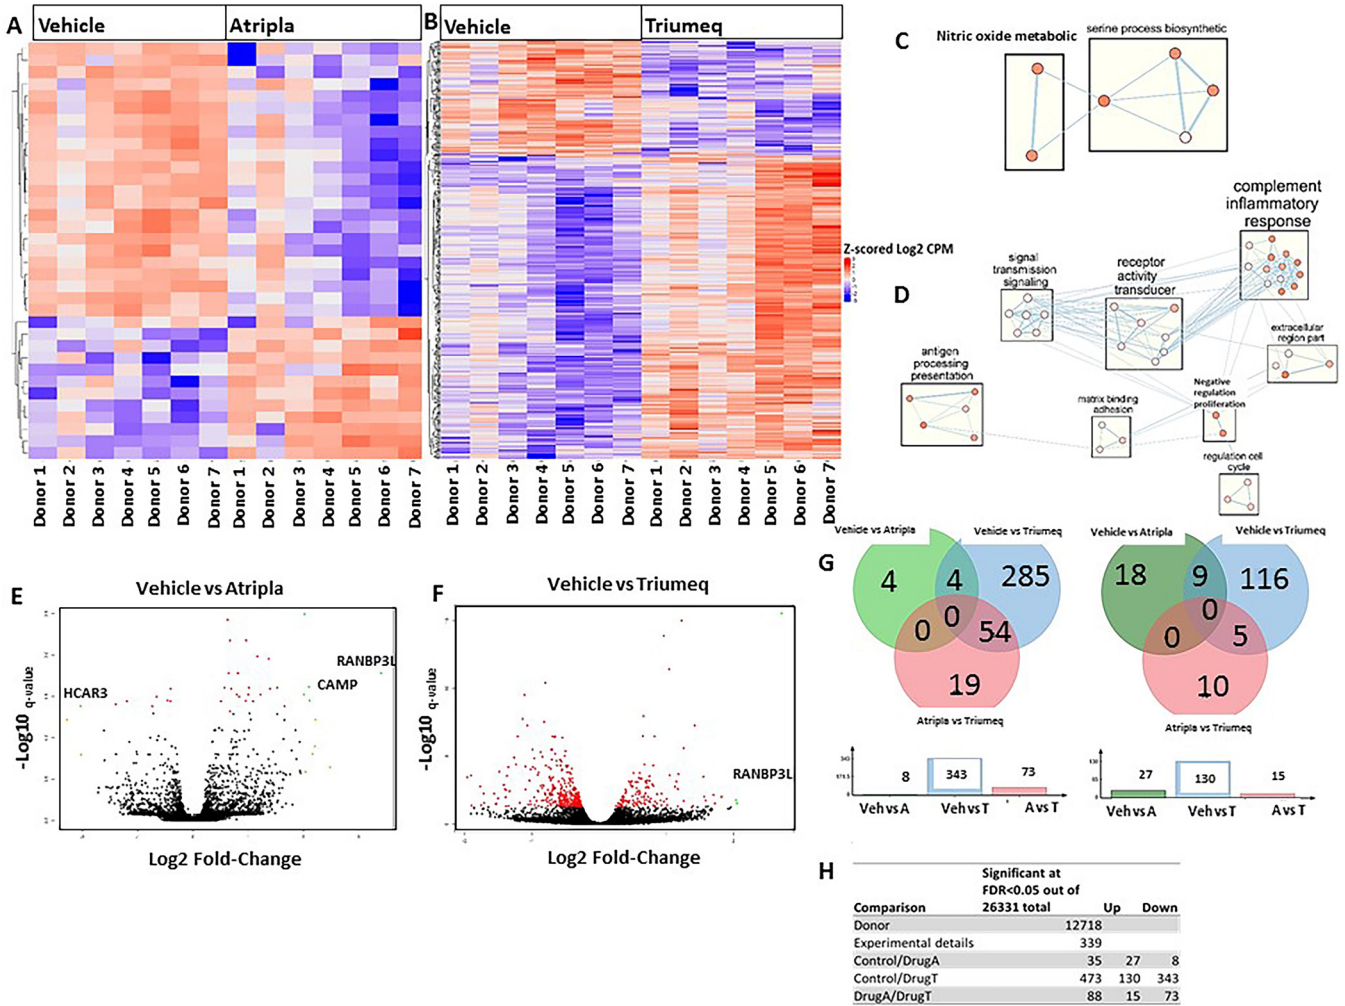 A
Vehicle
Atripla
B
Vehicle
Triumeq
Donor 1
Donor 2
Donor 3
Donor 4
Donor 5
Donor 6
Donor 7
Donor 1
Donor 2
Donor 3
Donor 4
Donor 5
Donor 6
Donor 7
Donor 1
Donor 2
Donor 3
Donor 4
Donor 5
Donor 6
Donor 7
Donor 1
Donor 2
Donor 3
Donor 4
Donor 5
Donor 6
Donor 7
Z-scored Log2 CPM
C
Nitric oxide metabolic
serine process biosynthetic
D
complement
inflammatory
response
signal
transmission
signaling
receptor
activity
transducer
extracellular
region part
antigen
processing
presentation
Negative
regulation
proliferation
matrix binding
adhesion
regulation cell
cycle
E
Vehicle vs Atripla
-Log10 q-value
RANBP3L
CAMP
HCAR3
Log2 Fold-Change
F
Vehicle vs Triumeq
-Log10 q-value
RANBP3L
Log2 Fold-Change
G
Vehicle vs Atripla
Vehicle vs Triumeq
4
4
285
0
0
54
19
Atripla vs Triumeq
343
171.5
8
343
73
Veh vs A
Veh vs T
A vs T
Vehicle vs Atripla
Vehicle vs Triumeq
18
9
116
0
0
5
10
Atripla vs Triumeq
130
65
0
27
130
15
Veh vs A
Veh vs T
A vs T
H
Significant at
FDR<0.05 out of
Comparison 26331 total Up Down
Donor 12718
Experimental details 339
Control/DrugA 35 27 8
Control/DrugT 473 130 343
DrugA/DrugT 88 15 73